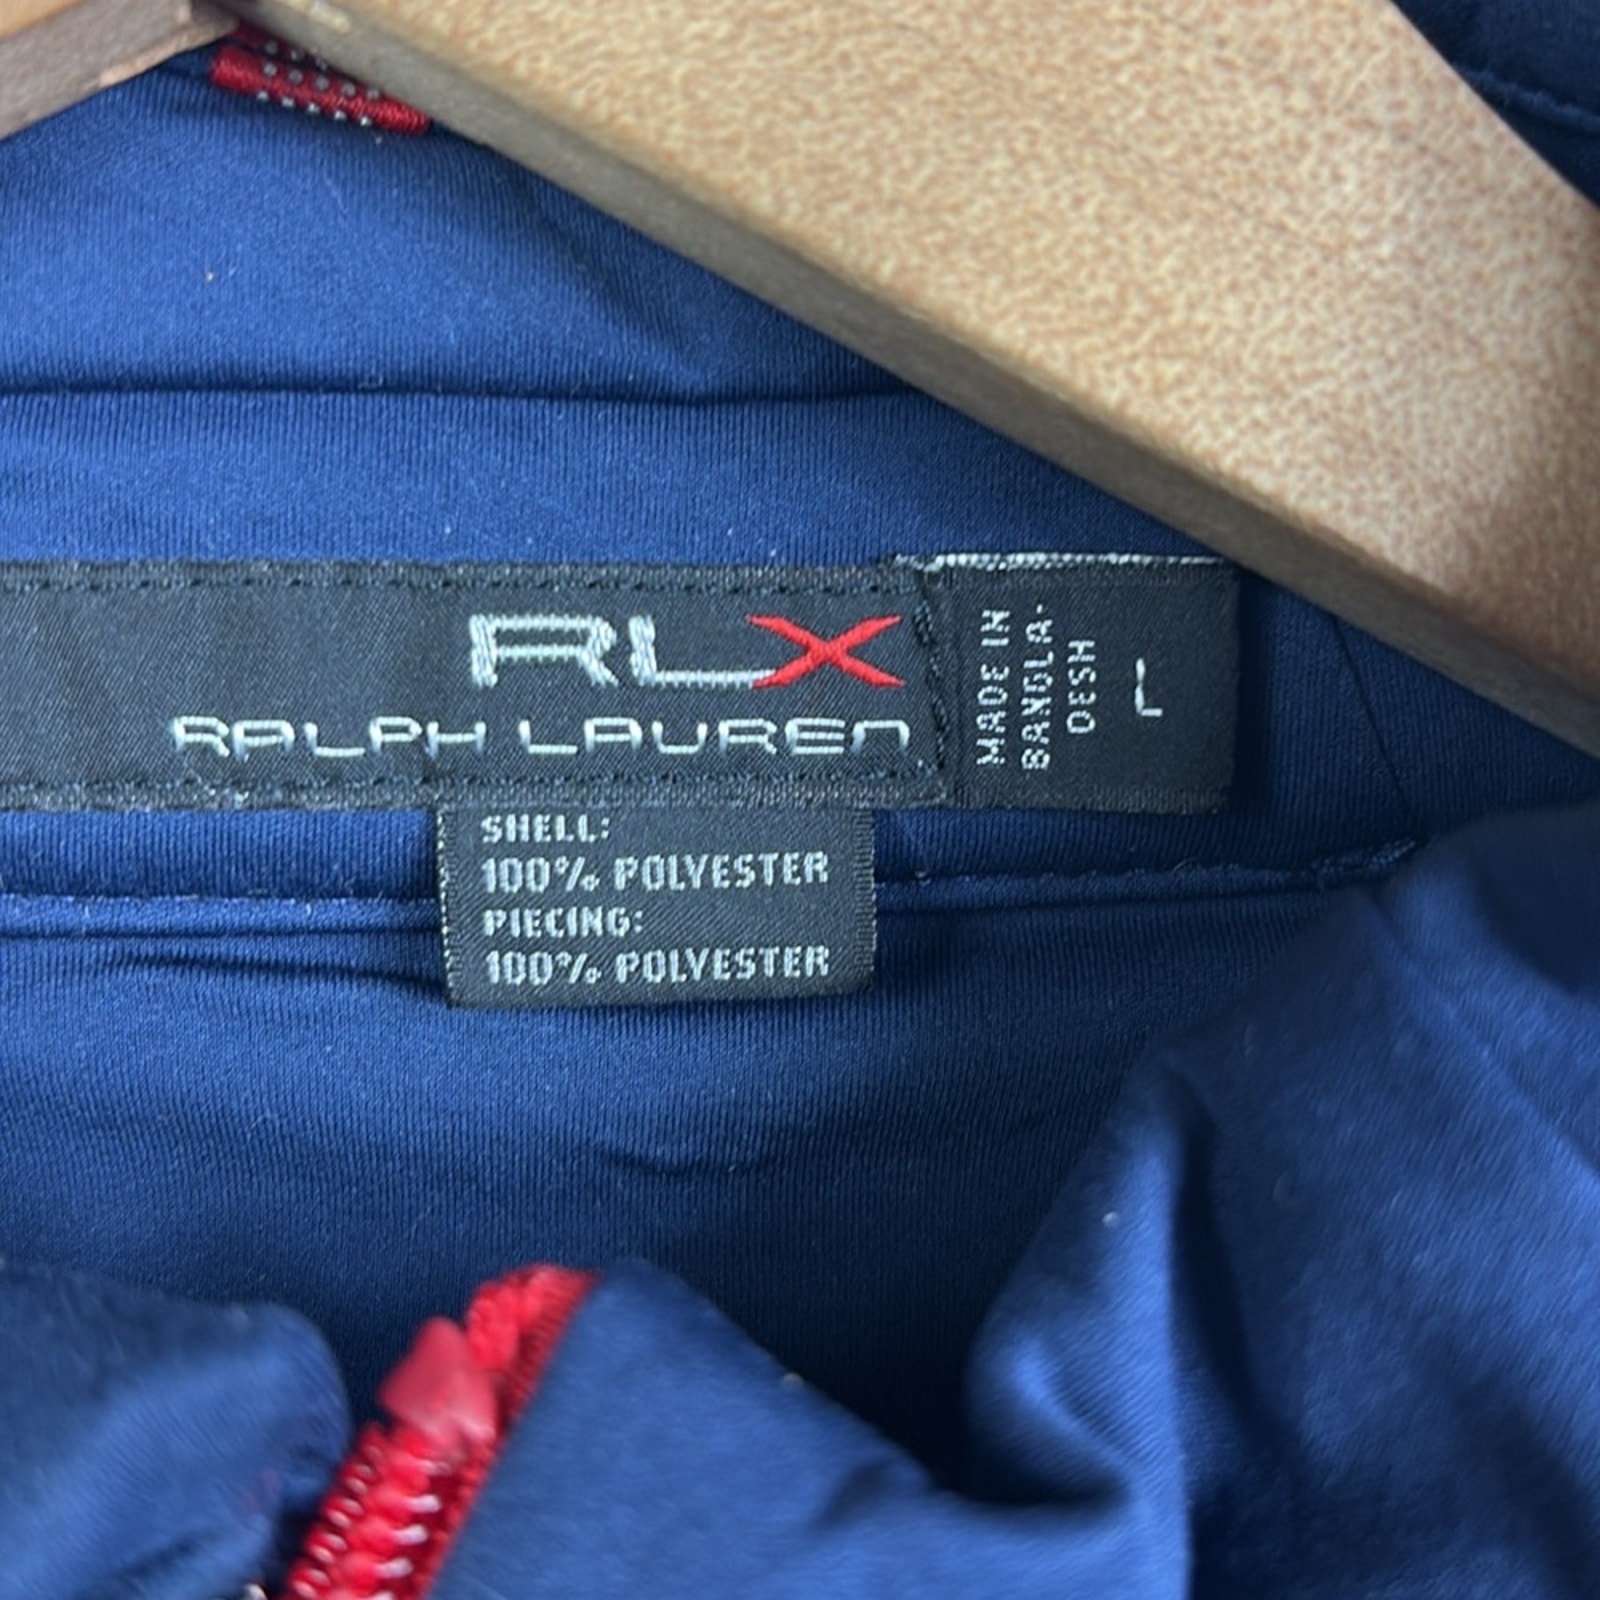 RLX
RALPH LAUREN
MADE IN
BANGLA-
DESH
L
SHELL:
100% POLYESTER
PIECING:
100% POLYESTER